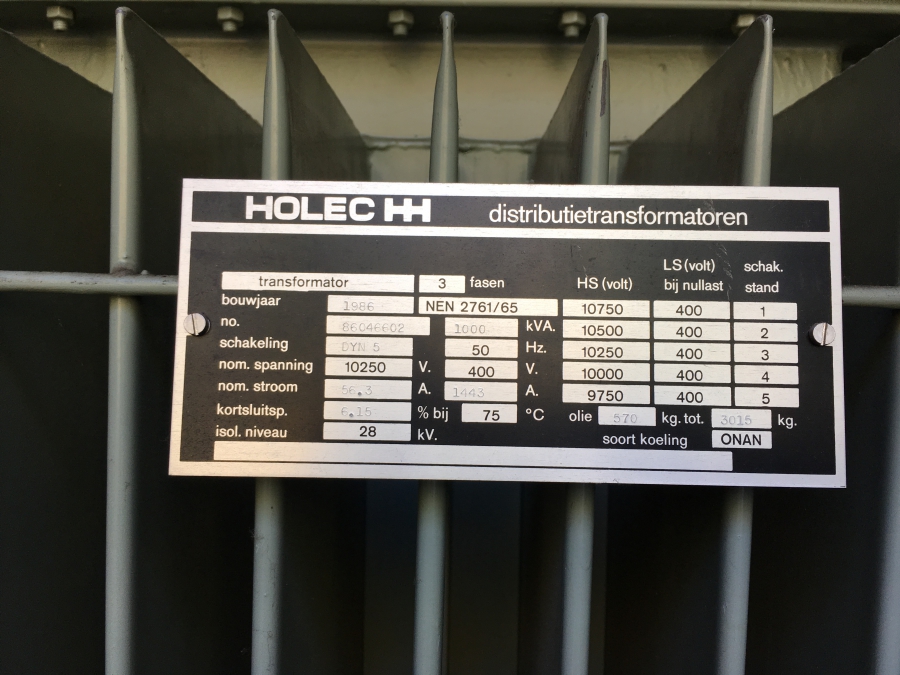 HOLEC HH distributietransformatoren
LS (volt) schak.
transformator 3 fasen HS (volt) bij nullast stand
bouwjaar 1986 NEN 2761/65 10750 400 1
no. 86046602 1000 kVA. 10500 400 2
schakeling DYN 5 50 Hz. 10250 400 3
nom. spanning 10250 V. 400 V. 10000 400 4
nom. stroom 56.3 A. 1443 A. 9750 400 5
kortsluitsp. 6.15 % bij 75 °C olie 570 kg. tot. 3015 kg.
isol. niveau 28 kV. soort koeling ONAN